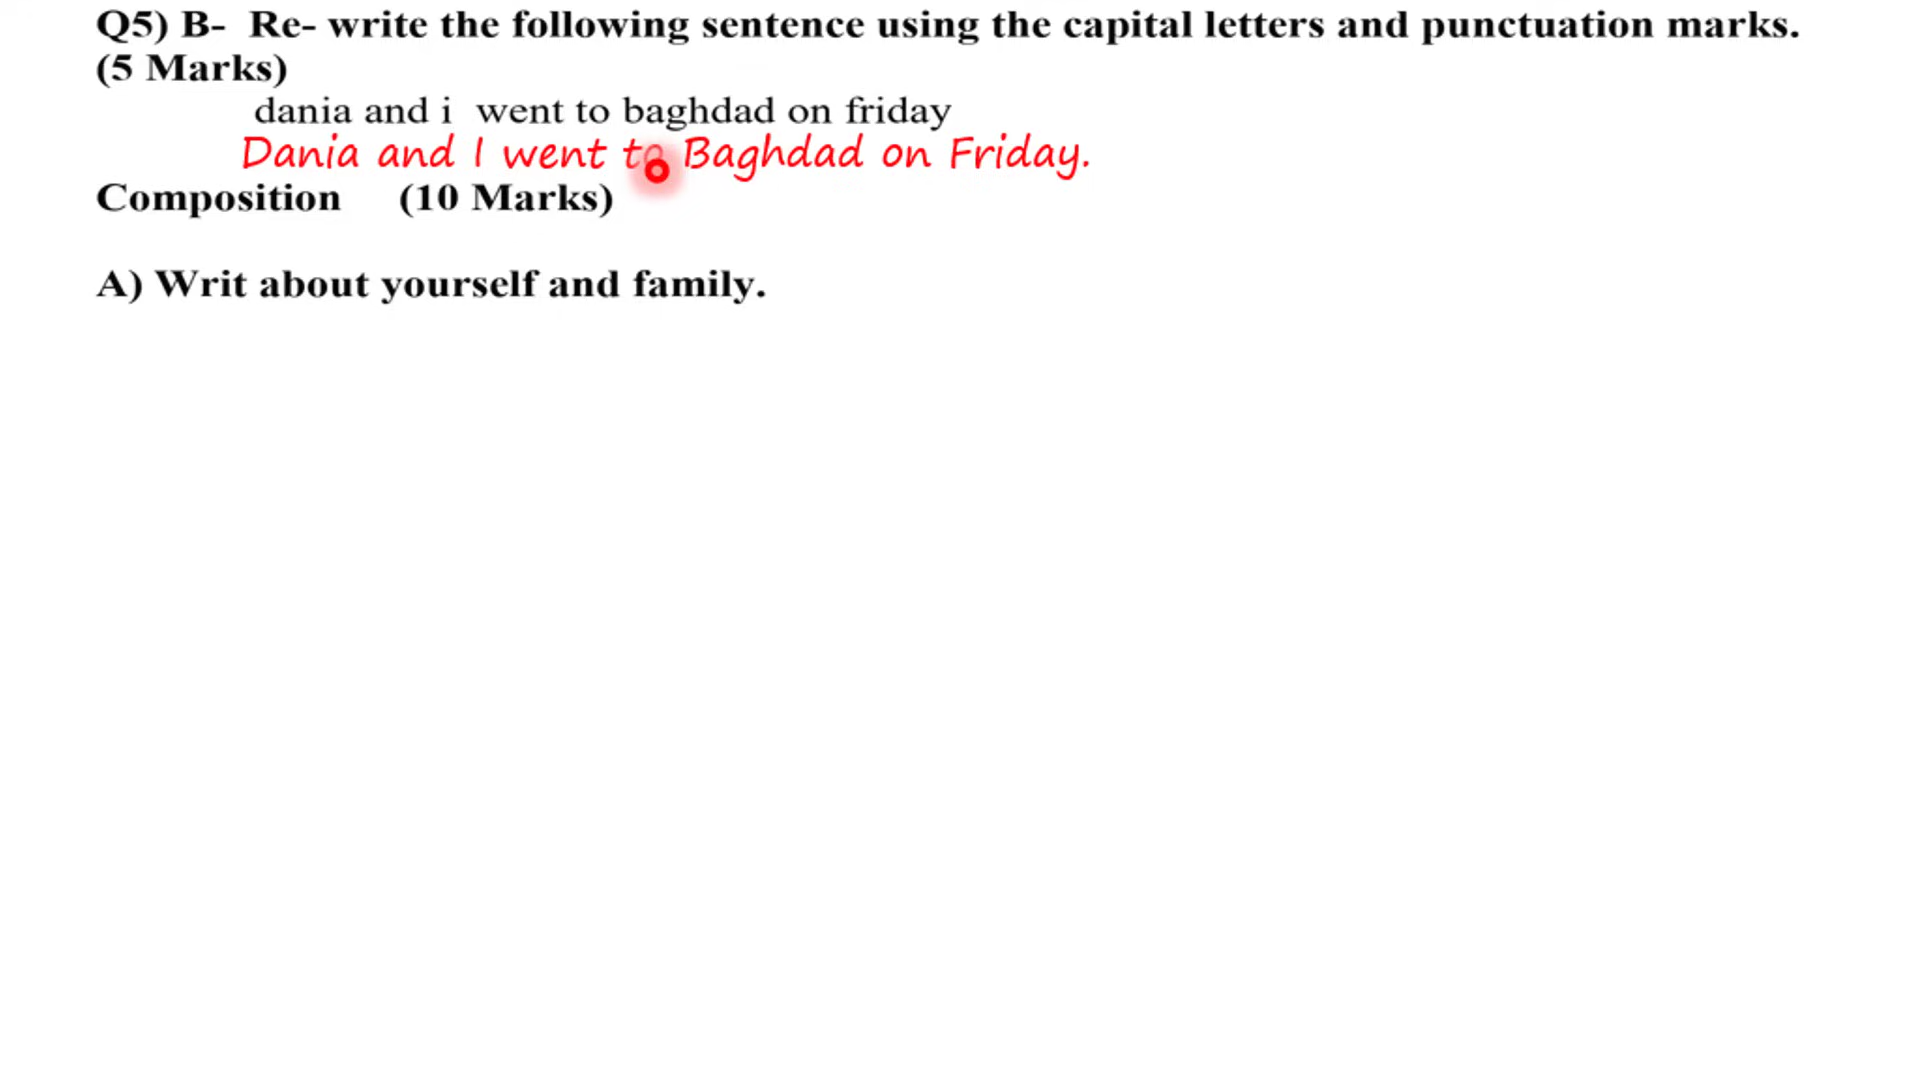 Q5) B- Re- write the following sentence using the capital letters and punctuation marks.
(5 Marks)
dania and i went to baghdad on friday
Dania and I went to Baghdad on Friday.
Composition (10 Marks)
A) Writ about yourself and family.